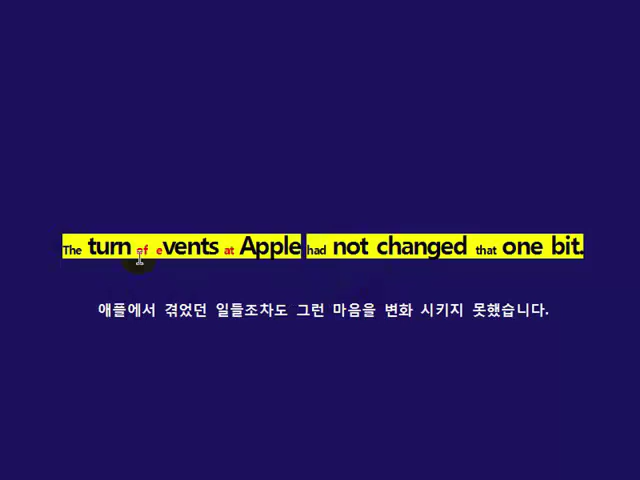 The turn of events at Apple had not changed that one bit.
애플에서 겪었던 일들조차도 그런 마음을 변화 시키지 못했습니다.